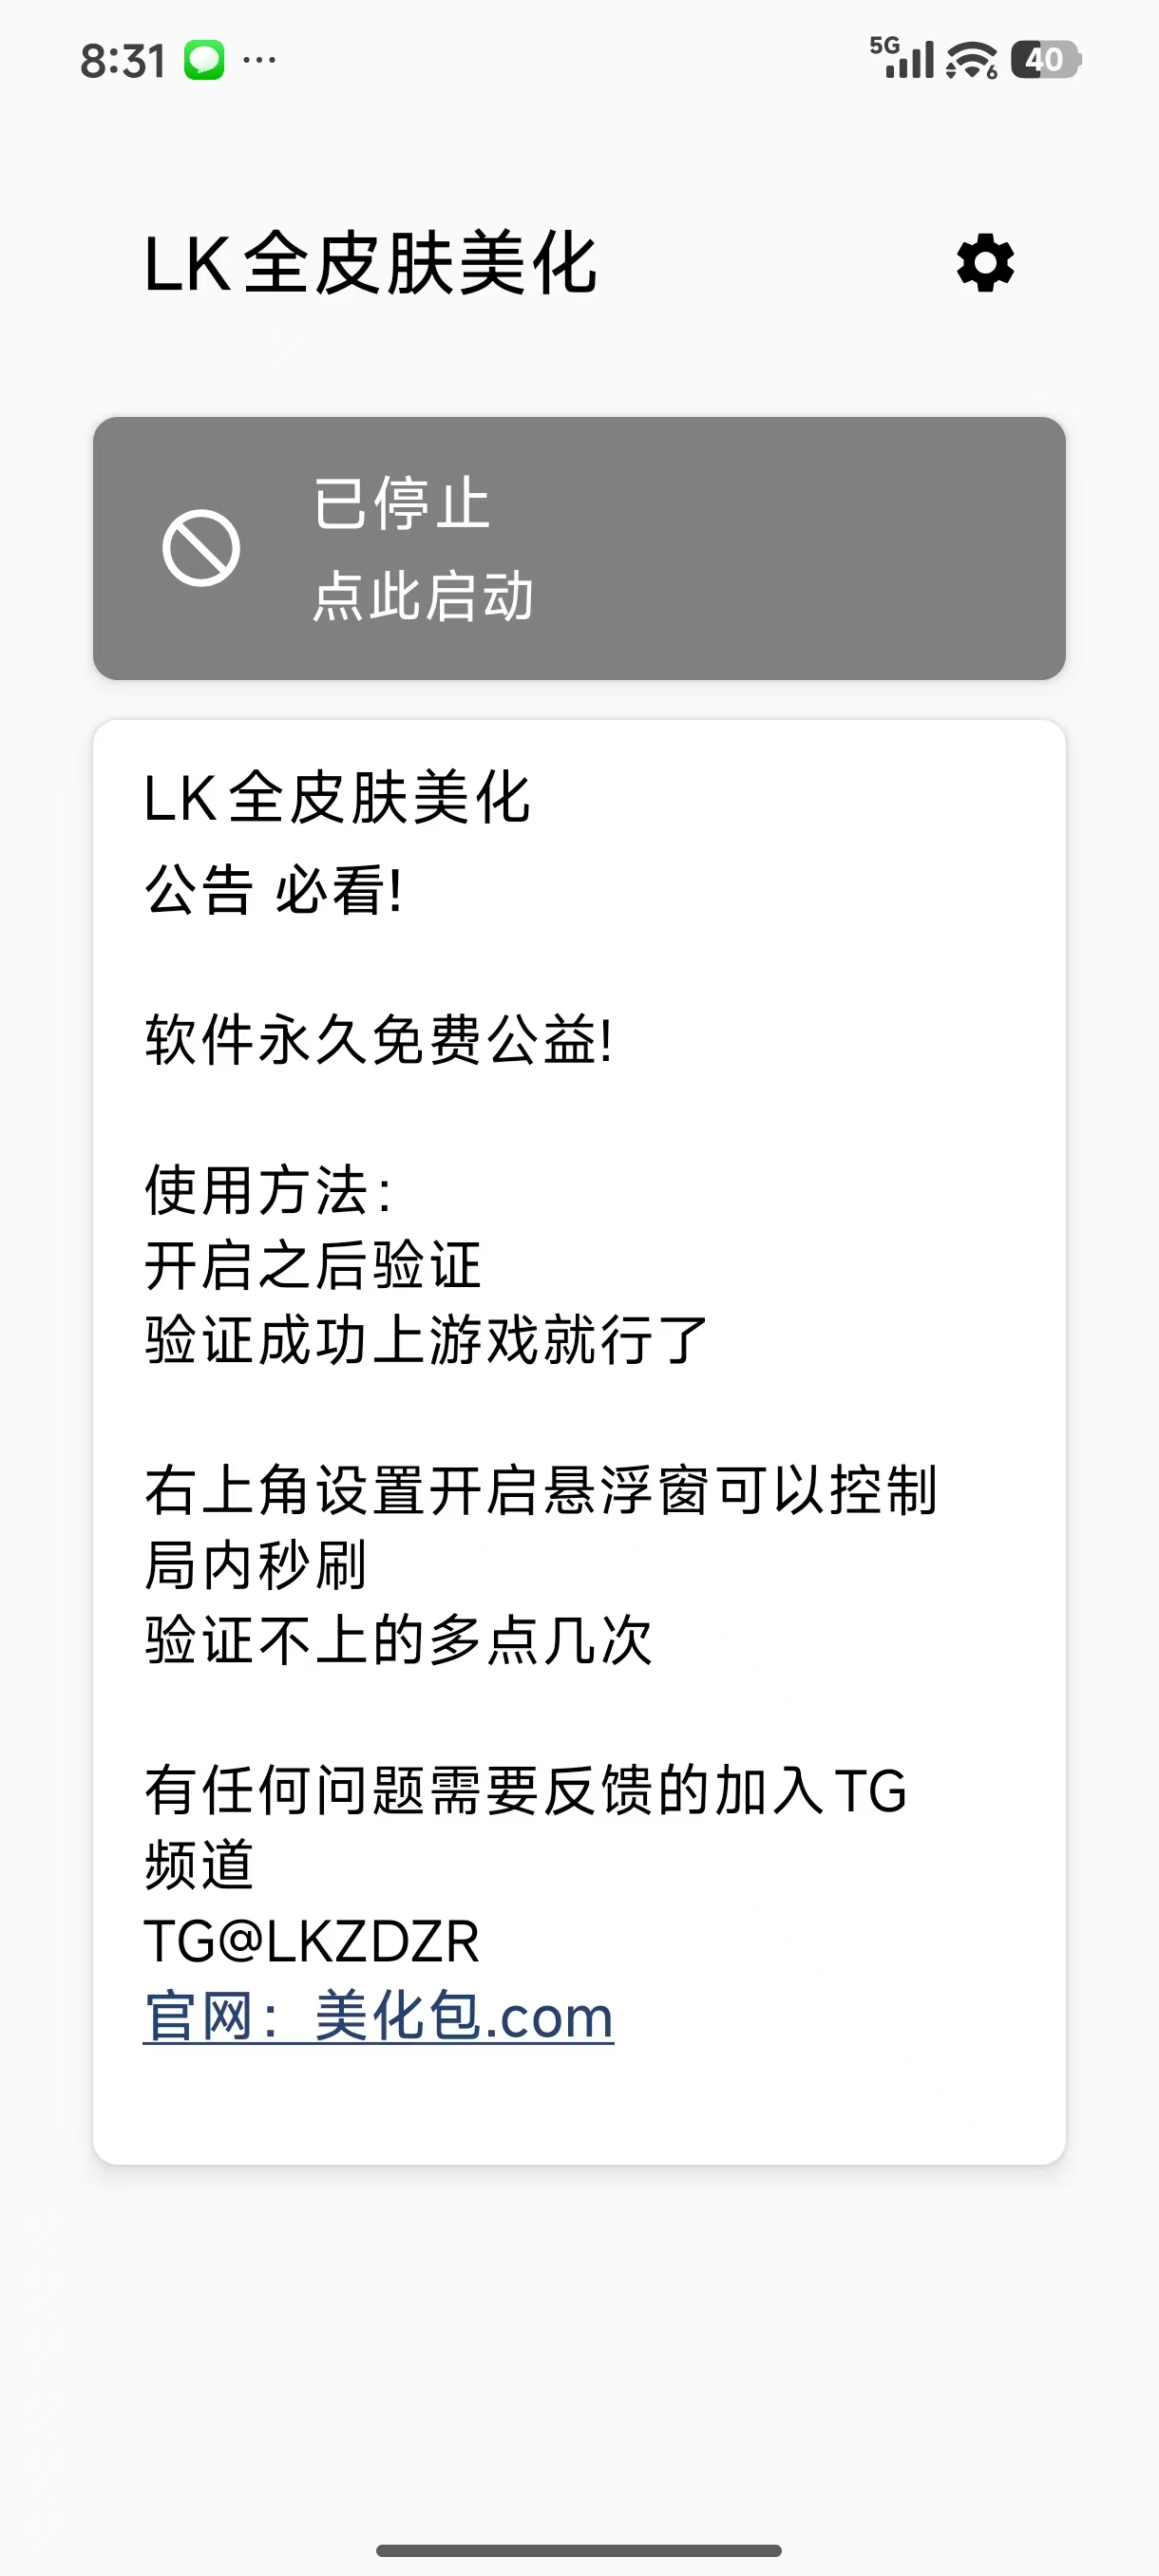 8:31 ... 5G 6 40
LK全皮肤美化
已停止
点此启动
LK全皮肤美化
公告 必看!
软件永久免费公益!
使用方法:
开启之后验证
验证成功上游戏就行了
右上角设置开启悬浮窗可以控制
局内秒刷
验证不上的多点几次
有任何问题需要反馈的加入TG
频道
TG@LKZDZR
官网：美化包.com